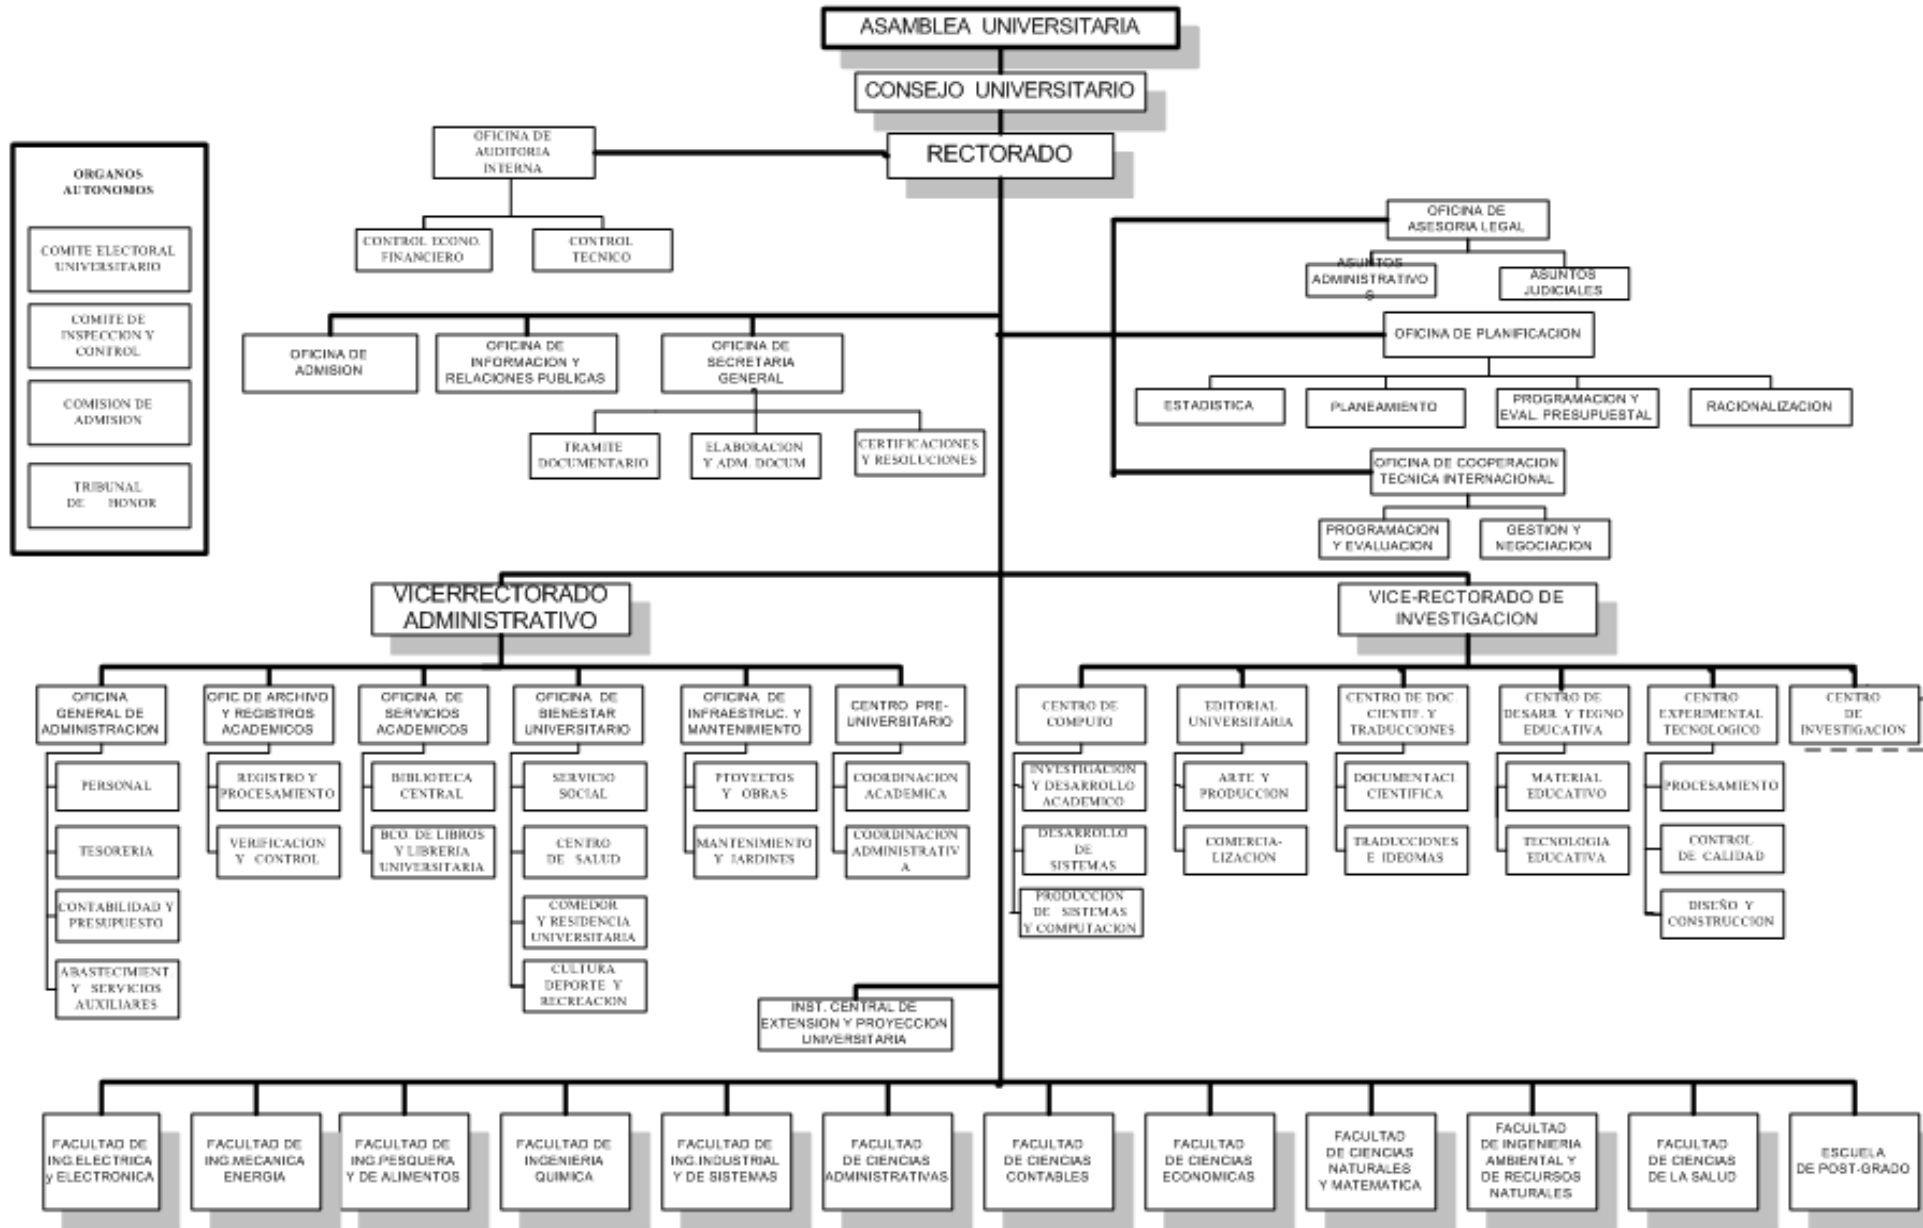 ASAMBLEA UNIVERSITARIA
CONSEJO UNIVERSITARIO
RECTORADO
OFICINA DE
AUDITORIA
INTERNA
CONTROL ECONO.
FINANCIERO
CONTROL
TECNICO
ORGANOS
AUTONOMOS
COMITE ELECTORAL
UNIVERSITARIO
COMITE DE
INSPECCION Y
CONTROL
COMISION DE
ADMISION
TRIBUNAL
DE HONOR
OFICINA DE
ASESORIA LEGAL
ASUNTOS
ADMINISTRATIVO
S
ASUNTOS
JUDICIALES
OFICINA DE
ADMISION
OFICINA DE
INFORMACION Y
RELACIONES PUBLICAS
OFICINA DE
SECRETARIA
GENERAL
TRAMITE
DOCUMENTARIO
ELABORACION
Y ADM. DOCUM
CERTIFICACIONES
Y RESOLUCIONES
OFICINA DE PLANIFICACION
ESTADISTICA
PLANEAMIENTO
PROGRAMACION Y
EVAL. PRESUPUESTAL
RACIONALIZACION
OFICINA DE COOPERACION
TECNICA INTERNACIONAL
PROGRAMACION
Y EVALUACION
GESTION Y
NEGOCIACION
VICERRECTORADO
ADMINISTRATIVO
VICE-RECTORADO DE
INVESTIGACION
OFICINA
GENERAL DE
ADMINISTRACION
PERSONAL
TESORERIA
CONTABILIDAD Y
PRESUPUESTO
ABASTECIMIENT.
Y SERVICIOS
AUXILIARES
OFIC DE ARCHIVO
Y REGISTROS
ACADEMICOS
REGISTRO Y
PROCESAMIENTO
VERIFICACION
Y CONTROL
OFICINA DE
SERVICIOS
ACADEMICOS
BIBLIOTECA
CENTRAL
BCO. DE LIBROS
Y LIBRERIA
UNIVERSITARIA
OFICINA DE
BIENESTAR
UNIVERSITARIO
SERVICIO
SOCIAL
CENTRO
DE SALUD
COMEDOR
Y RESIDENCIA
UNIVERSITARIA
CULTURA
DEPORTE Y
RECREACION
OFICINA DE
INFRAESTRUC. Y
MANTENIMIENTO
PTOYECTOS
Y OBRAS
MANTENIMIENTO
Y JARDINES
CENTRO PRE-
UNIVERSITARIO
COORDINACION
ACADEMICA
COORDINACION
ADMINISTRATIV
A
CENTRO DE
COMPUTO
INVESTIGACION
Y DESARROLLO
ACADEMICO
DESARROLLO
DE
SISTEMAS
PRODUCCION
DE SISTEMAS
Y COMPUTACION
EDITORIAL
UNIVERSITARIA
ARTE Y
PRODUCCION
COMERCIA-
LIZACION
CENTRO DE DOC.
CIENTIF. Y
TRADUCCIONES
DOCUMENTACI.
CIENTIFICA
TRADUCCIONES
E IDEOMAS
CENTRO DE
DESARR. Y TEGNO
EDUCATIVA
MATERIAL
EDUCATIVO
TECNOLOGIA
EDUCATIVA
CENTRO
EXPERIMENTAL
TECNOLOGICO
PROCESAMIENTO
CONTROL
DE CALIDAD
DISEÑO Y
CONSTRUCCION
CENTRO
DE
INVESTIGACION
INST. CENTRAL DE
EXTENSION Y PROYECCION
UNIVERSITARIA
FACULTAD DE
ING.ELECTRICA
y ELECTRONICA
FACULTAD DE
ING.MECANICA
ENERGIA
FACULTAD DE
ING.PESQUERA
Y DE ALIMENTOS
FACULTAD DE
INGENIERIA
QUIMICA
FACULTAD DE
ING.INDUSTRIAL
Y DE SISTEMAS
FACULTAD
DE CIENCIAS
ADMINISTRATIVAS
FACULTAD
DE CIENCIAS
CONTABLES
FACULTAD
DE CIENCIAS
ECONOMICAS
FACULTAD
DE CIENCIAS
NATURALES
Y MATEMATICA
FACULTAD
DE INGENIERIA
AMBIENTAL Y
DE RECURSOS
NATURALES
FACULTAD
DE CIENCIAS
DE LA SALUD
ESCUELA
DE POST-GRADO